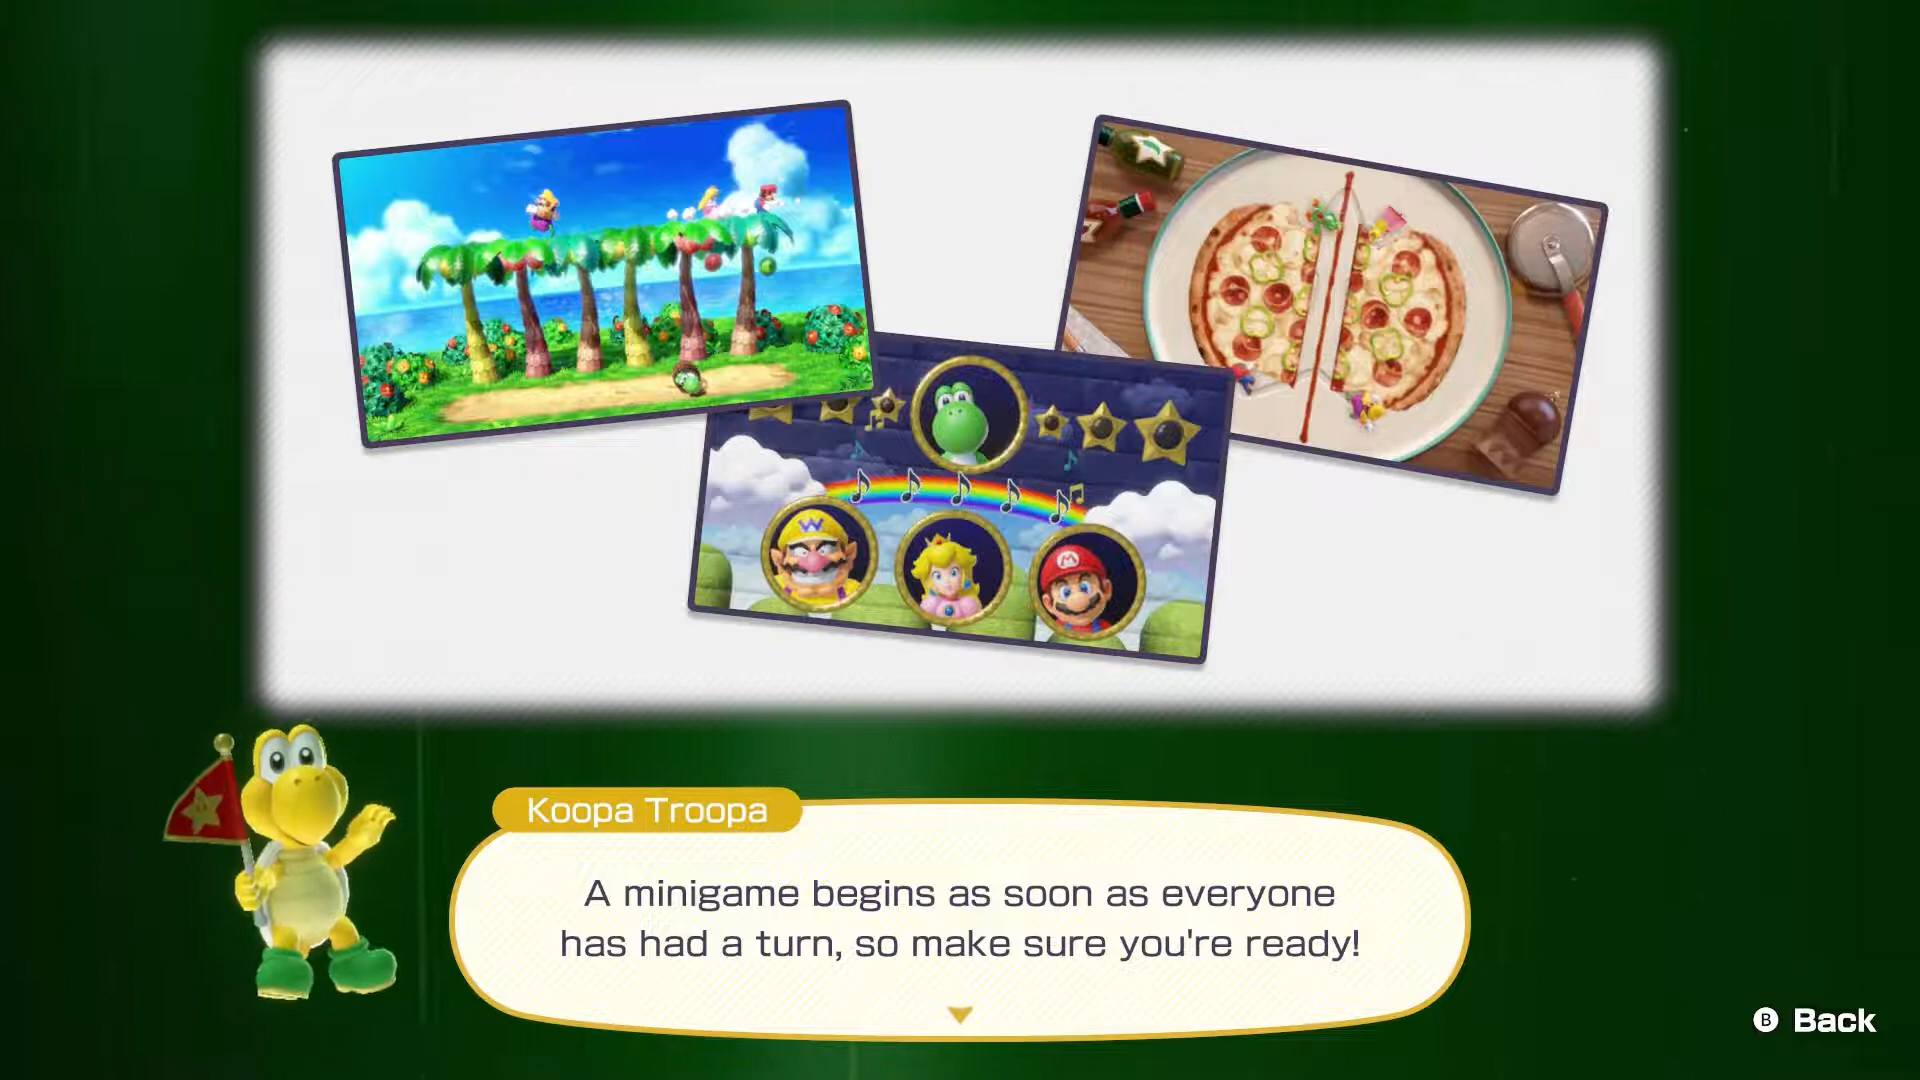 Koopa Troopa
A minigame begins as soon as everyone
has had a turn, so make sure you're ready!
B Back